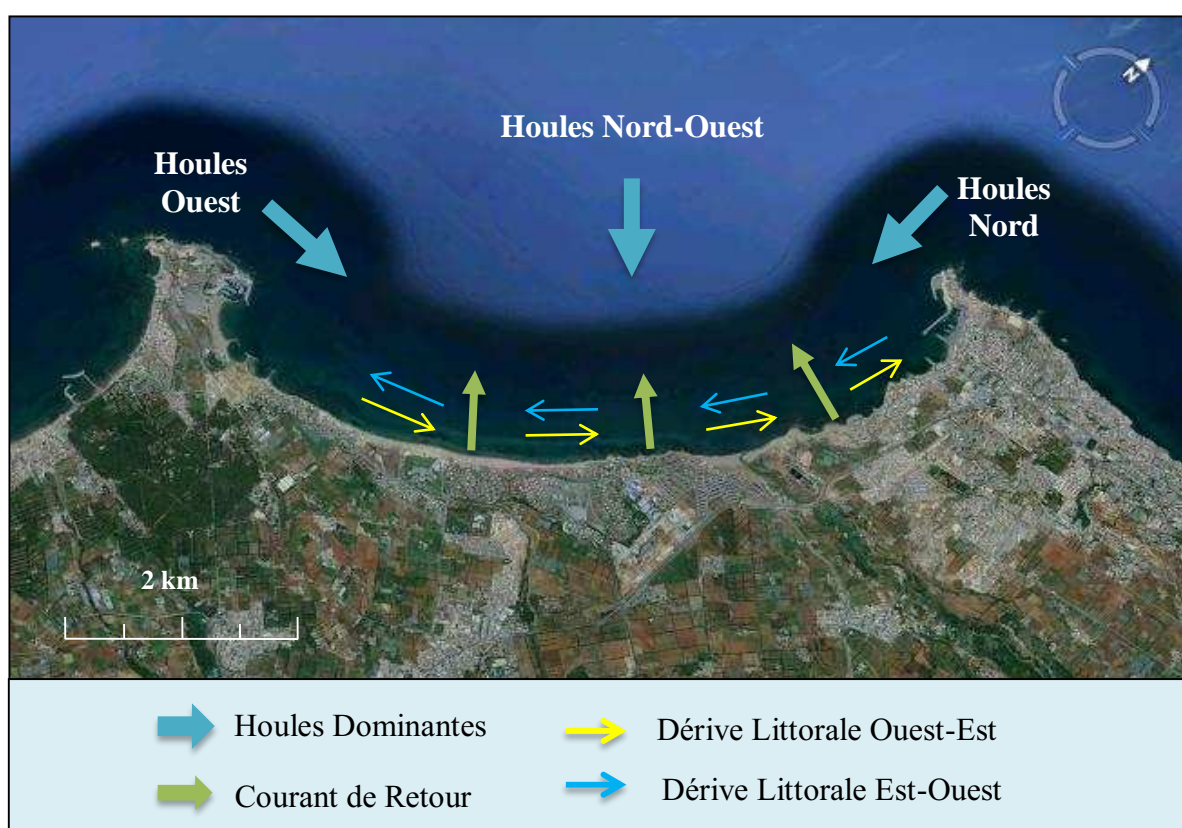 Houles Nord-Ouest
Houles
Ouest
Houles
Nord
N
2 km
Houles Dominantes
Dérive Littorale Ouest-Est
Courant de Retour
Dérive Littorale Est-Ouest